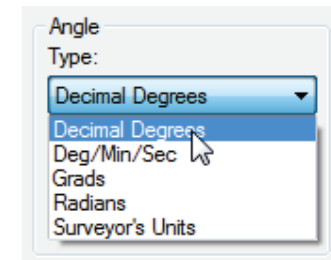 Angle
Type:
Decimal Degrees
Decimal Degrees
Deg/Min/Sec
Grads
Radians
Surveyor's Units